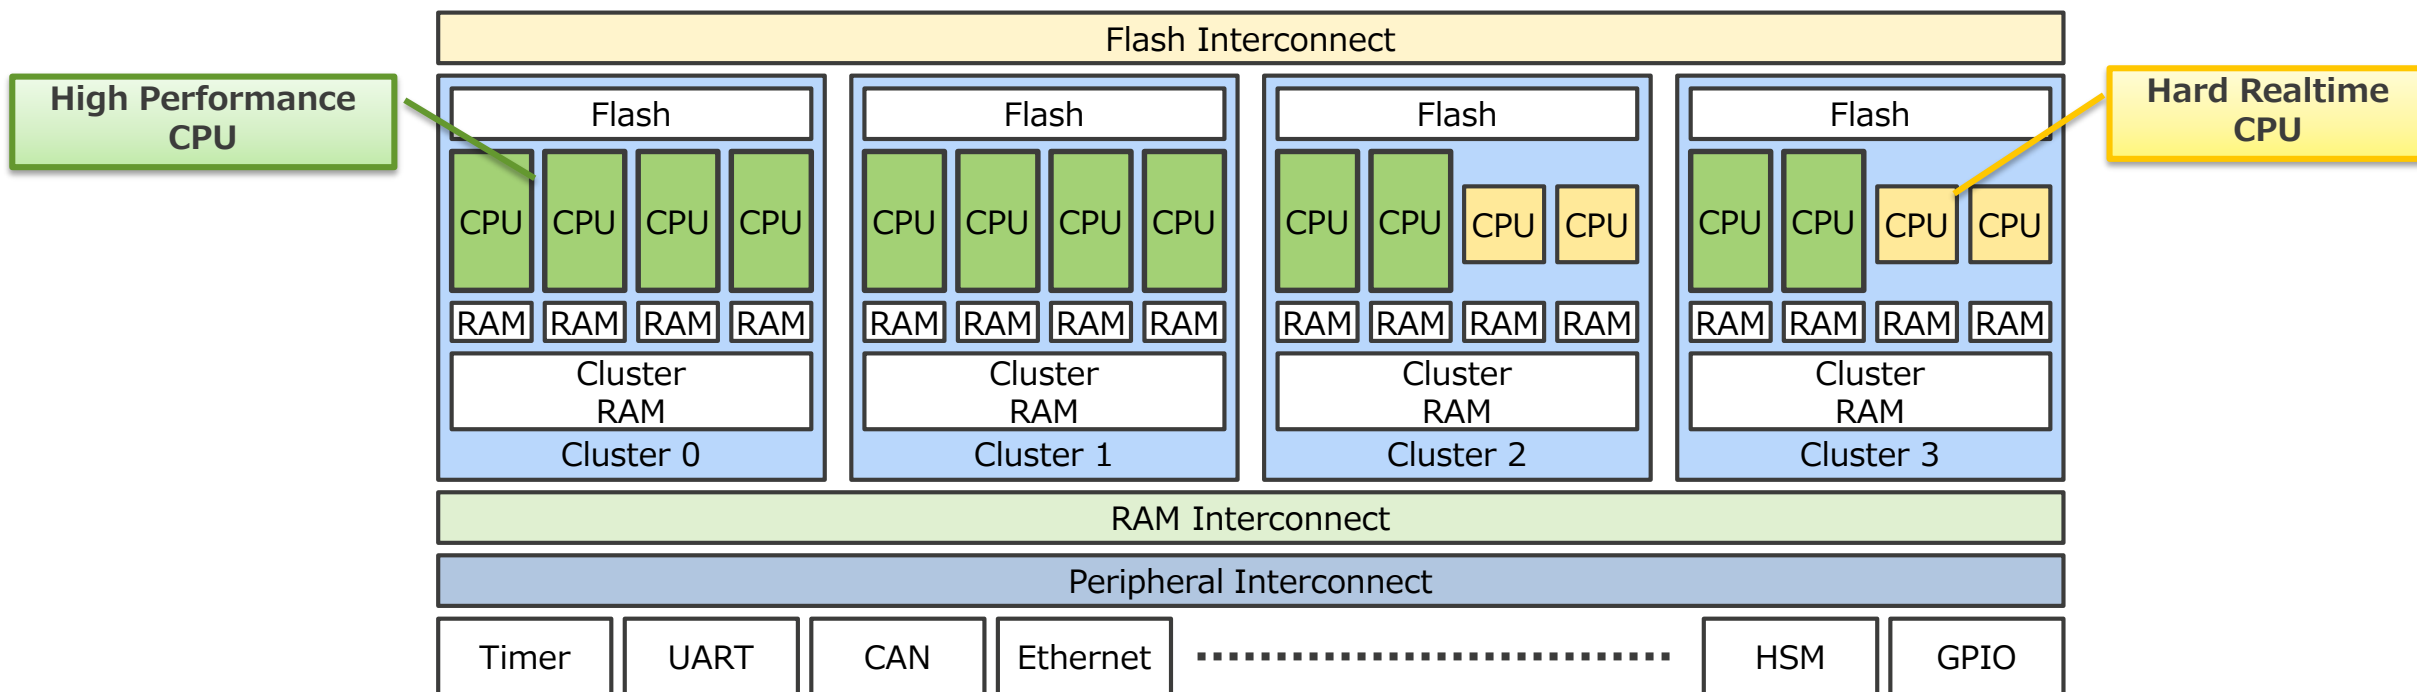 Flash Interconnect
High Performance
CPU
Hard Realtime
CPU
Flash
CPU CPU CPU CPU
RAM RAM RAM RAM
Cluster
RAM
Cluster 0
Flash
CPU CPU CPU CPU
RAM RAM RAM RAM
Cluster
RAM
Cluster 1
Flash
CPU CPU CPU CPU
RAM RAM RAM RAM
Cluster
RAM
Cluster 2
Flash
CPU CPU CPU CPU
RAM RAM RAM RAM
Cluster
RAM
Cluster 3
RAM Interconnect
Peripheral Interconnect
Timer
UART
CAN
Ethernet
HSM
GPIO